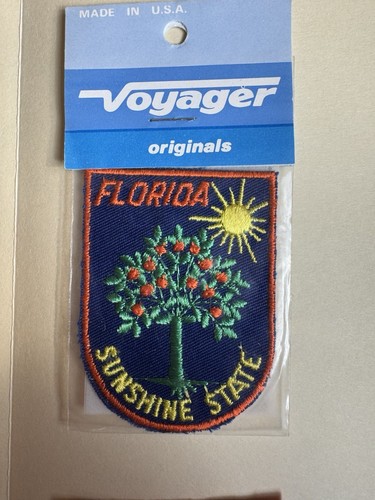 MADE IN U.S.A.
Voyager
originals
FLORIDA
SUNSHINE STATE